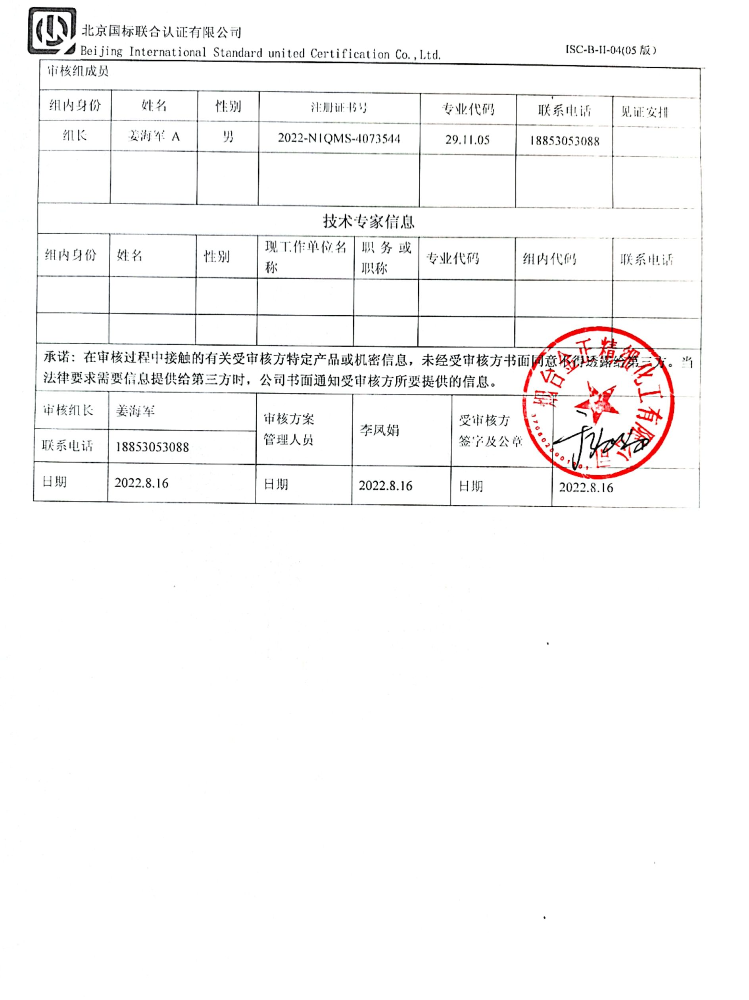 北京国标联合认证有限公司
Beijing International Standard united Certification Co.,Ltd.
ISC-B-II-04(05 版)
审核组成员
组内身份 姓名 性别 注册证书号 专业代码 联系电话 见证安排
组长 姜海军 A 男 2022-N1QMS-4073544 29.11.05 18853053088
技术专家信息
组内身份 姓名 性别 现工作单位名称 职务或职称 专业代码 组内代码 联系电话
承诺：在审核过程中接触的有关受审核方特定产品或机密信息，未经受审核方书面同意不得透露给第三方。当
法律要求需要信息提供给第三方时，公司书面通知受审核方所要提供的信息。
审核组长 姜海军 审核方案管理人员 李凤娟 受审核方签字及公章
联系电话 18853053088
日期 2022.8.16 日期 2022.8.16 日期 2022.8.16
烟台金正精细化工有限公司